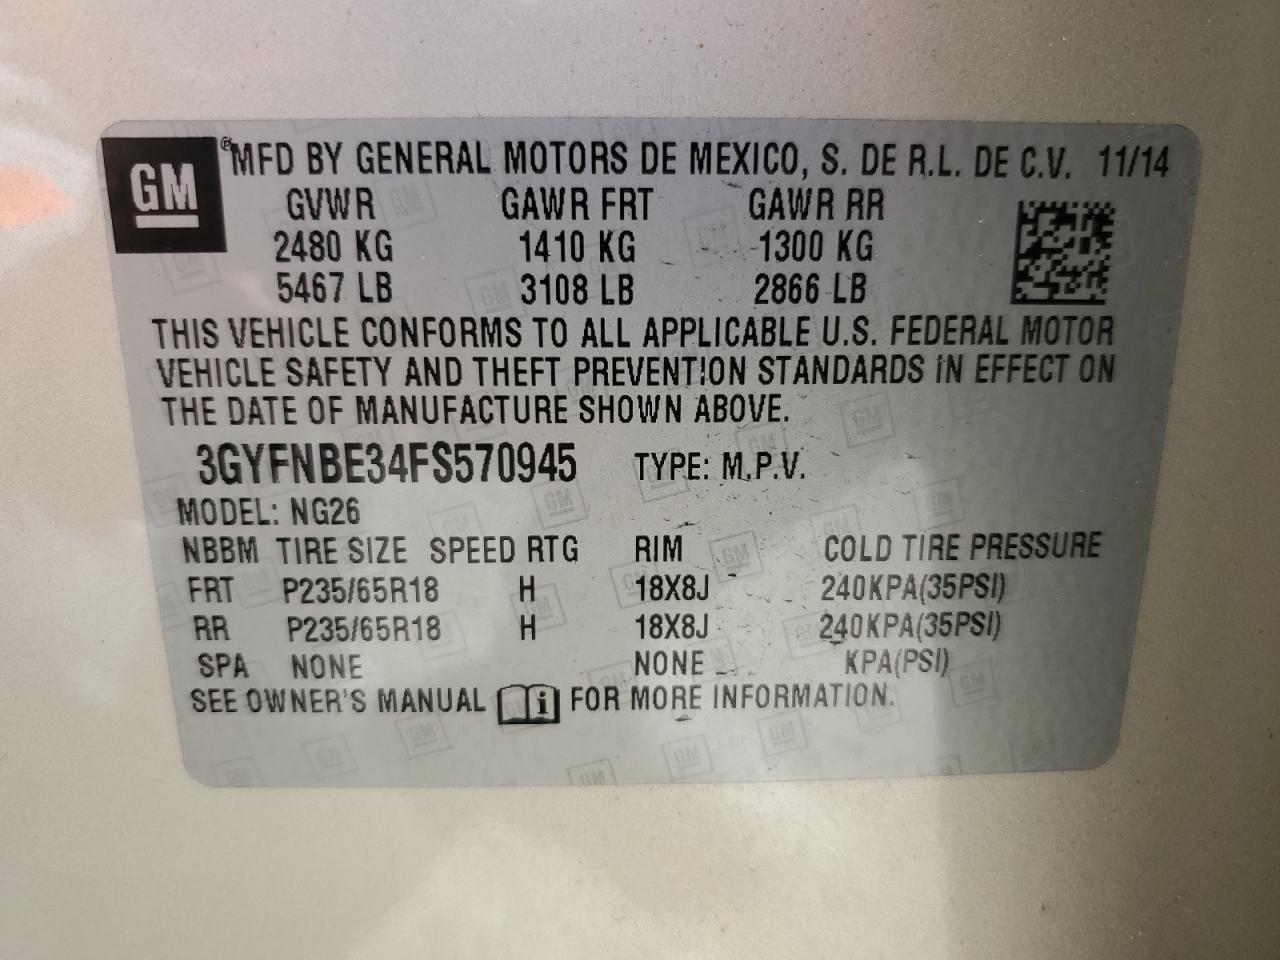 GM ® MFD BY GENERAL MOTORS DE MEXICO, S. DE R.L. DE C.V. 11/14
GVWR GAWR FRT GAWR RR
2480 KG 1410 KG 1300 KG
5467 LB 3108 LB 2866 LB
THIS VEHICLE CONFORMS TO ALL APPLICABLE U.S. FEDERAL MOTOR
VEHICLE SAFETY AND THEFT PREVENTION STANDARDS IN EFFECT ON
THE DATE OF MANUFACTURE SHOWN ABOVE.
3GYFNBE34FS570945 TYPE: M.P.V.
MODEL: NG26
NBBM TIRE SIZE SPEED RTG RIM COLD TIRE PRESSURE
FRT P235/65R18 H 18X8J 240KPA(35PSI)
RR P235/65R18 H 18X8J 240KPA(35PSI)
SPA NONE NONE KPA(PSI)
SEE OWNER'S MANUAL i FOR MORE INFORMATION.